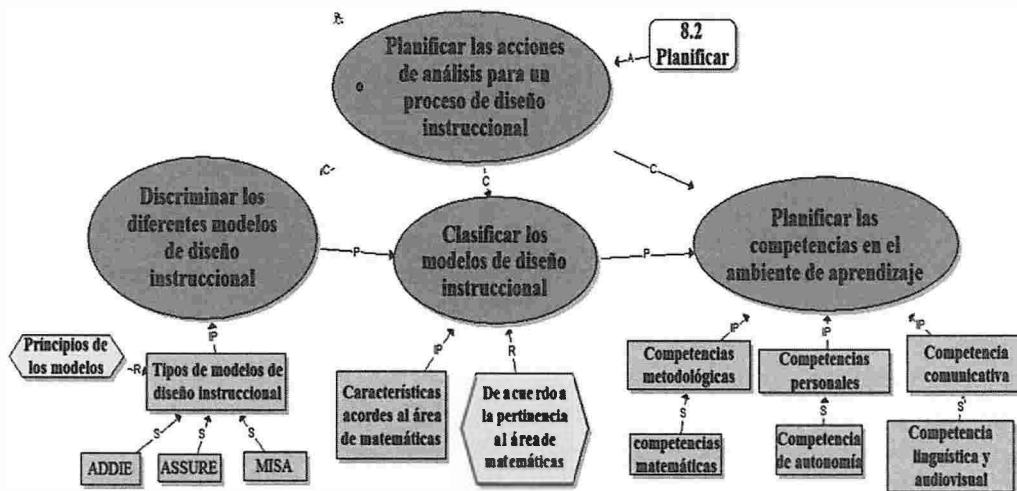 8.2
Planificar
A
Planificar las acciones
de análisis para un
proceso de diseño
instruccional
C
C
C
Discriminar los
diferentes modelos
de diseño
instruccional
P
Clasificar los
modelos de diseño
instruccional
P
Planificar las
competencias en el
ambiente de aprendizaje
IP
Principios de
los modelos
R
Tipos de modelos de
diseño instruccional
S
S
S
ADDIE
ASSURE
MISA
IP
Características
acordes al área
de matemáticas
R
De acuerdo a
la pertinencia
al área de
matemáticas
IP
IP
IP
Competencias
metodológicas
Competencias
personales
Competencia
comunicativa
S
S
S
competencias
matemáticas
Competencia
de autonomía
Competencia
linguística y
audiovisual